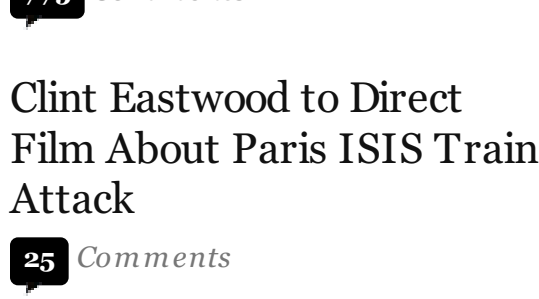 Clint Eastwood to Direct
Film About Paris ISIS Train
Attack
25 Comments